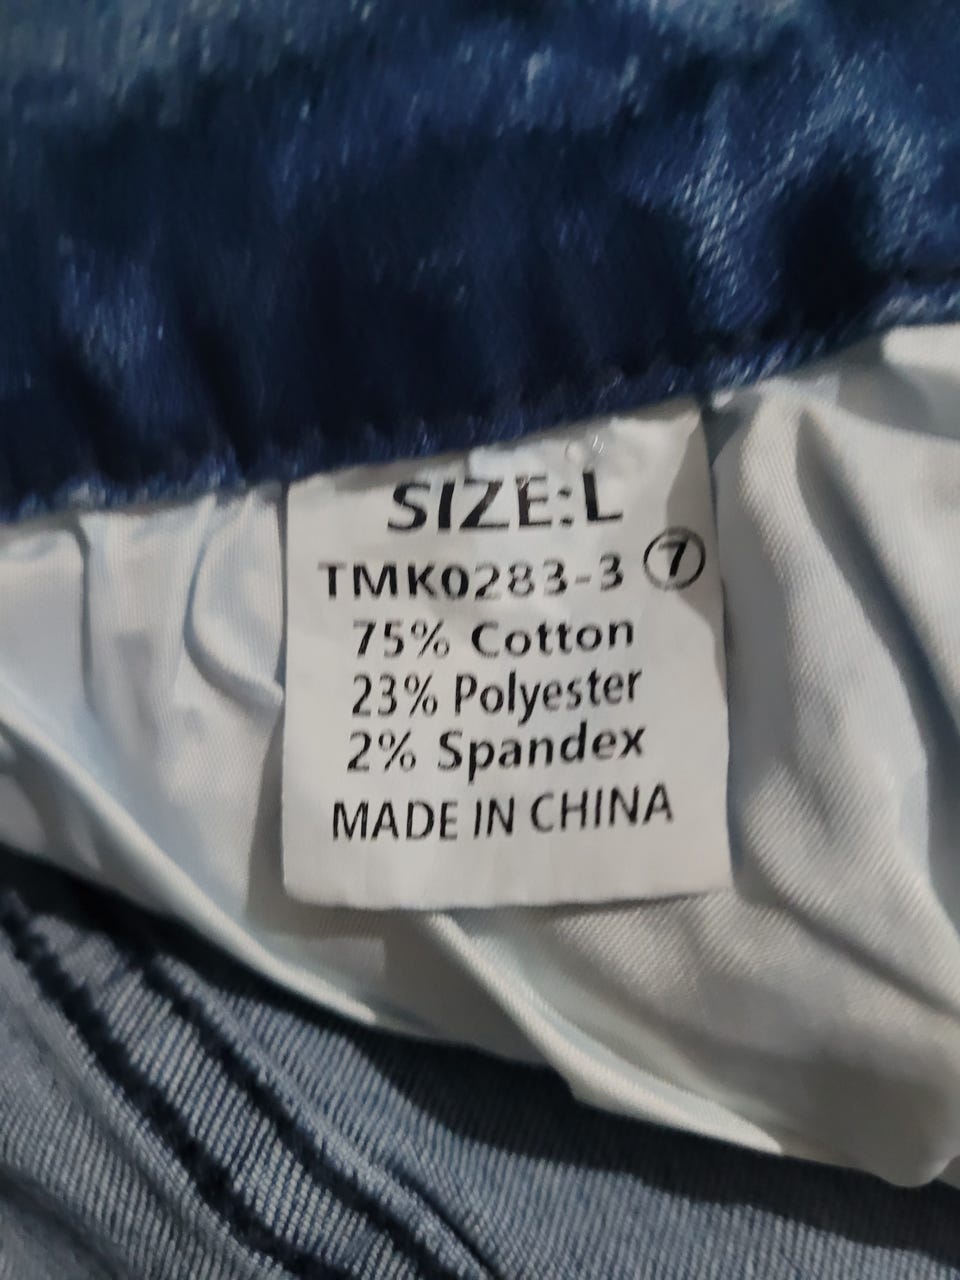 SIZE:L
TMK0283-3 ⑦
75% Cotton
23% Polyester
2% Spandex
MADE IN CHINA